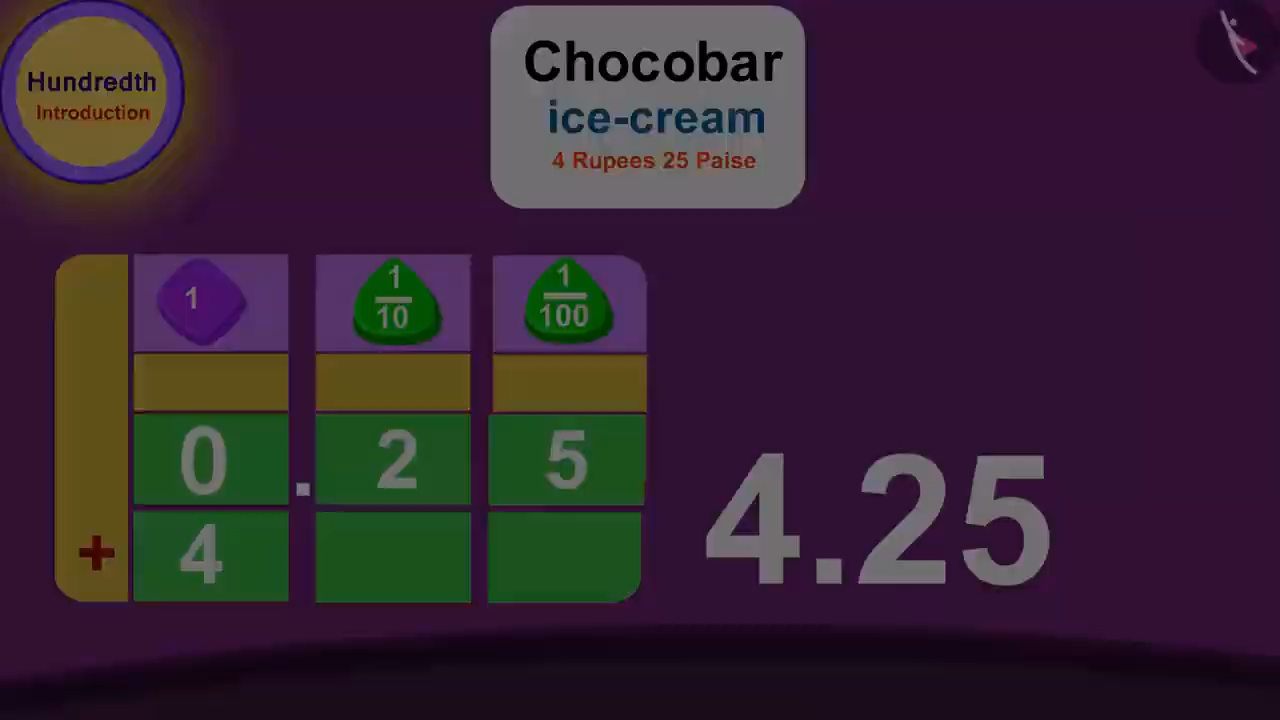 Hundredth
Introduction
Chocobar
ice-cream
4 Rupees 25 Paise
1 1/10 1/100
0 . 2 5
+ 4
4.25